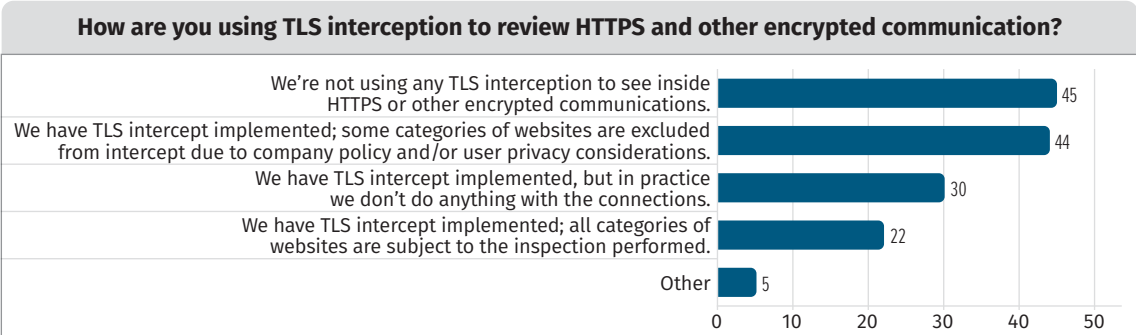 How are you using TLS interception to review HTTPS and other encrypted communication?
We’re not using any TLS interception to see inside
HTTPS or other encrypted communications.
45
We have TLS intercept implemented; some categories of websites are excluded
from intercept due to company policy and/or user privacy considerations.
44
We have TLS intercept implemented, but in practice
we don’t do anything with the connections.
30
We have TLS intercept implemented; all categories of
websites are subject to the inspection performed.
22
Other
5
0 10 20 30 40 50